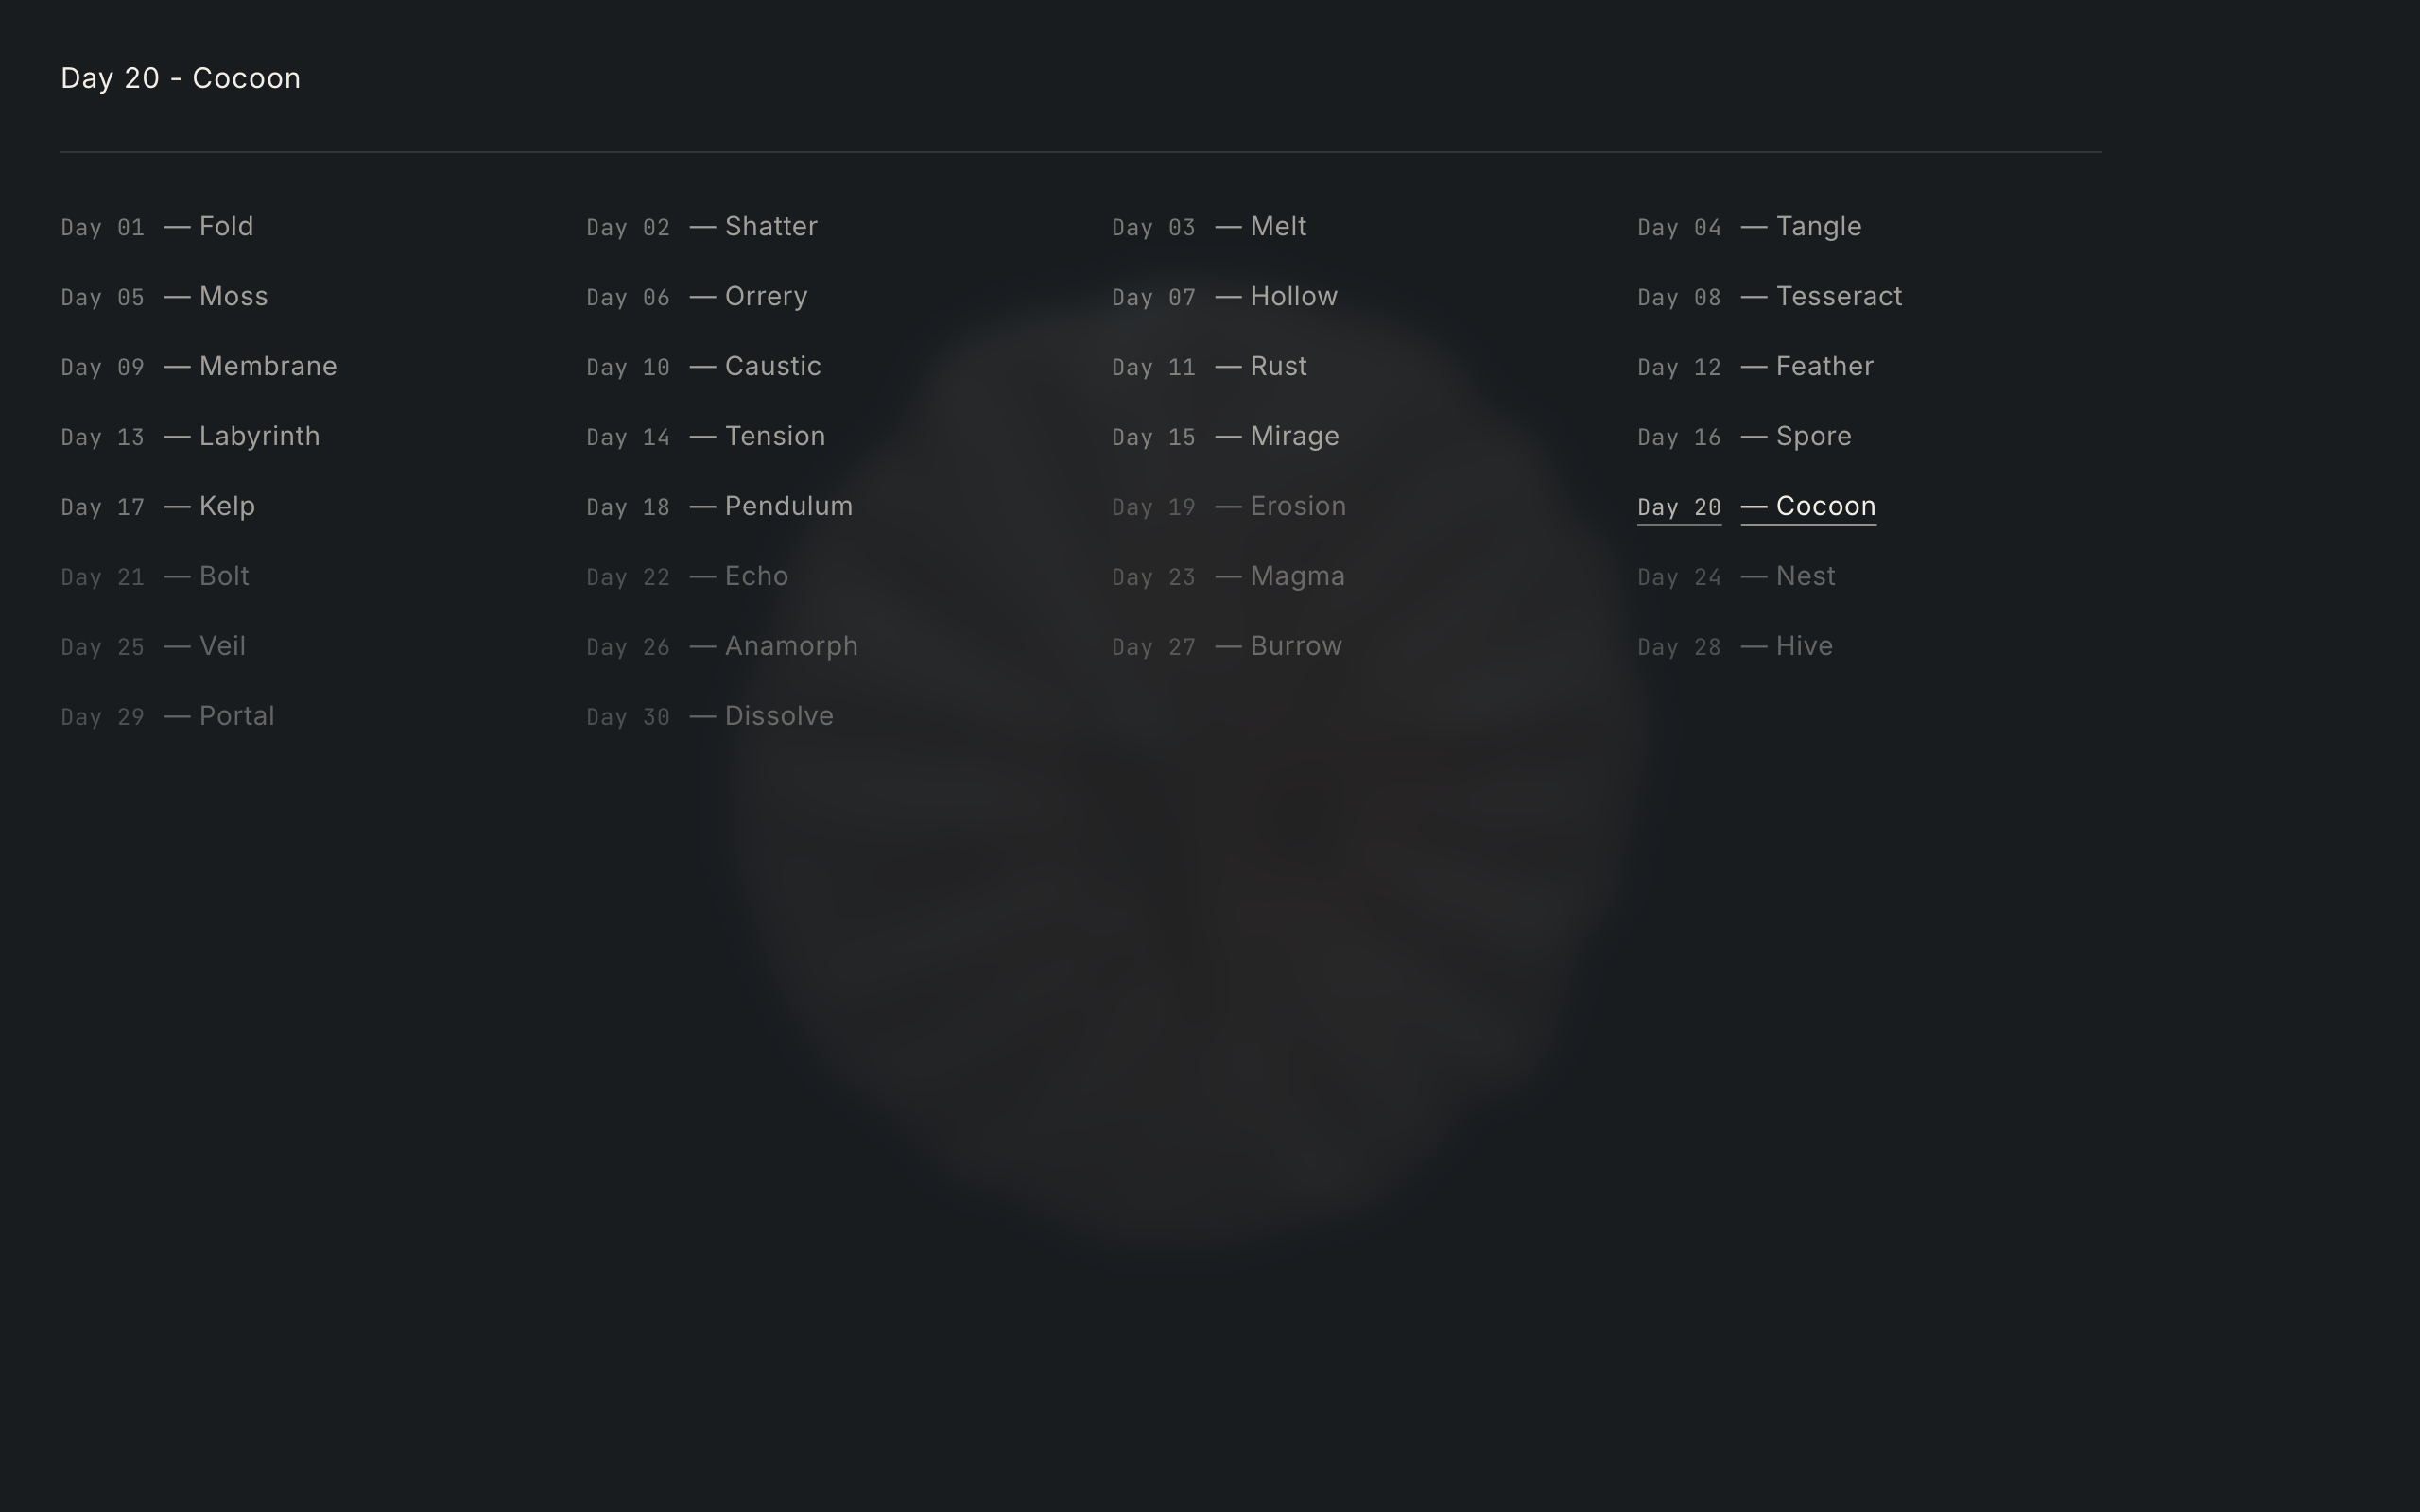 Day 20 - Cocoon
Day 01 — Fold Day 02 — Shatter Day 03 — Melt Day 04 — Tangle
Day 05 — Moss Day 06 — Orrery Day 07 — Hollow Day 08 — Tesseract
Day 09 — Membrane Day 10 — Caustic Day 11 — Rust Day 12 — Feather
Day 13 — Labyrinth Day 14 — Tension Day 15 — Mirage Day 16 — Spore
Day 17 — Kelp Day 18 — Pendulum Day 19 — Erosion Day 20 — Cocoon
Day 21 — Bolt Day 22 — Echo Day 23 — Magma Day 24 — Nest
Day 25 — Veil Day 26 — Anamorph Day 27 — Burrow Day 28 — Hive
Day 29 — Portal Day 30 — Dissolve